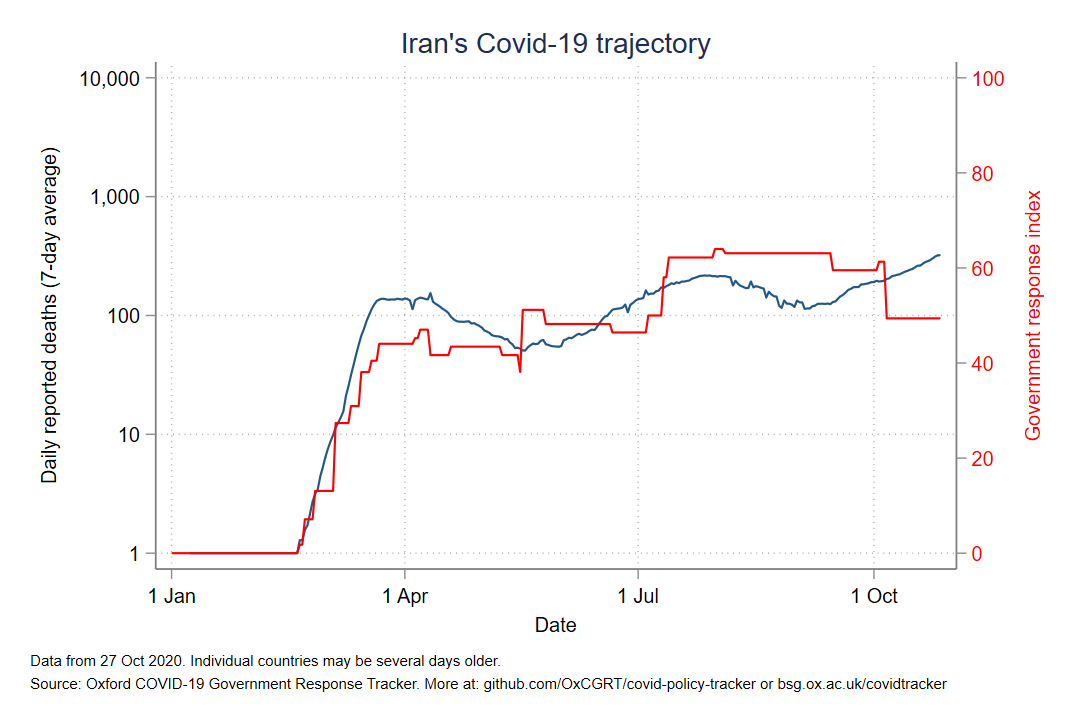 Iran's Covid-19 trajectory
Daily reported deaths (7-day average)
10,000
1,000
100
10
1
100
80
60
40
20
0
Government response index
1 Jan
1 Apr
1 Jul
1 Oct
Date
Data from 27 Oct 2020. Individual countries may be several days older.
Source: Oxford COVID-19 Government Response Tracker. More at: github.com/OxCGRT/covid-policy-tracker or bsg.ox.ac.uk/covidtracker